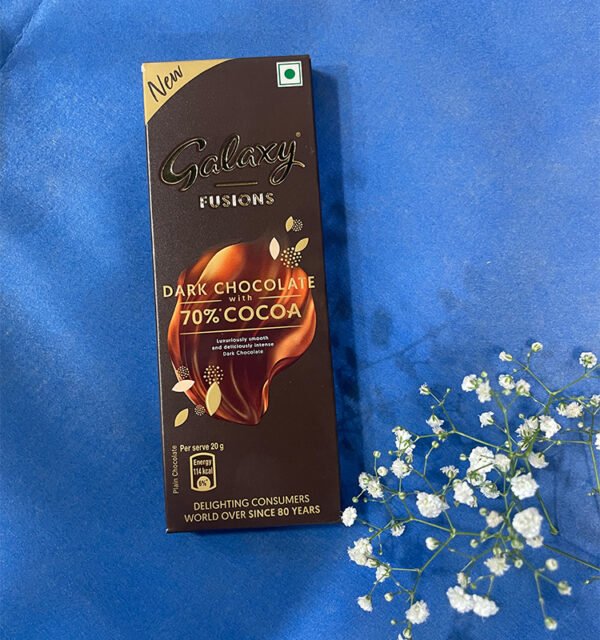 New
Galaxy®
FUSIONS
DARK CHOCOLATE
with
70%* COCOA
Luxuriously smooth
and deliciously intense
Dark Chocolate
Plain Chocolate
Per serve 20 g
Energy
114 kcal
6%*
DELIGHTING CONSUMERS
WORLD OVER SINCE 80 YEARS